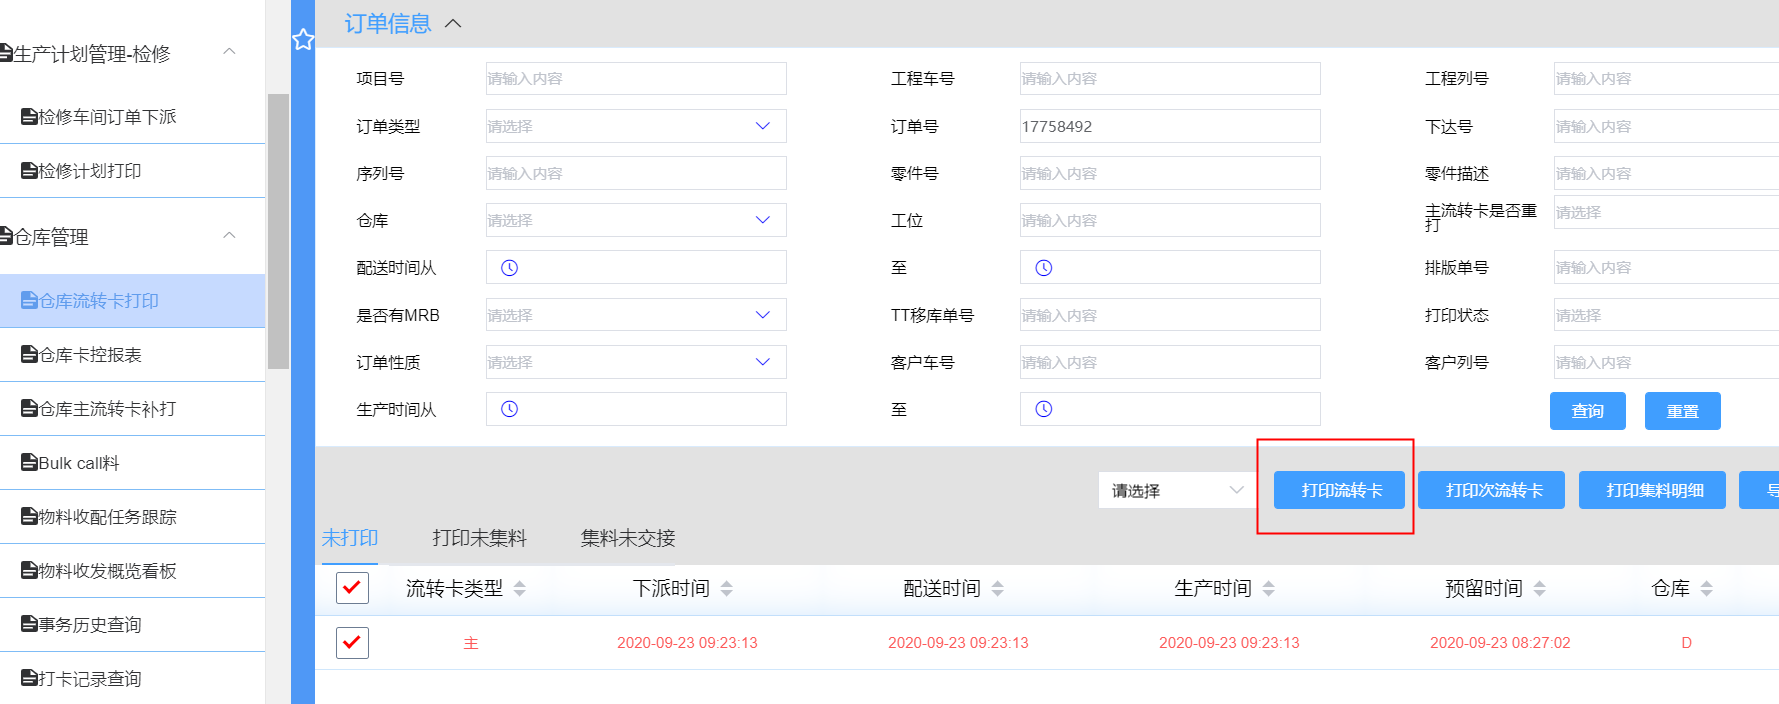 生产计划管理-检修
检修车间订单下派
检修计划打印
仓库管理
仓库流转卡打印
仓库卡控报表
仓库主流转卡补打
Bulk call料
物料收配任务跟踪
物料收发概览看板
事务历史查询
打卡记录查询
订单信息
项目号 请输入内容 工程车号 请输入内容 工程列号 请输入内容
订单类型 请选择 订单号 17758492 下达号 请输入内容
序列号 请输入内容 零件号 请输入内容 零件描述 请输入内容
仓库 请选择 工位 请输入内容 主流转卡是否重打 请选择
配送时间从 至 排版单号 请输入内容
是否有MRB 请选择 TT移库单号 请输入内容 打印状态 请选择
订单性质 请选择 客户车号 请输入内容 客户列号 请输入内容
生产时间从 至
查询 重置
请选择 打印流转卡 打印次流转卡 打印集料明细 导
未打印 打印未集料 集料未交接
流转卡类型 下派时间 配送时间 生产时间 预留时间 仓库
主 2020-09-23 09:23:13 2020-09-23 09:23:13 2020-09-23 09:23:13 2020-09-23 08:27:02 D